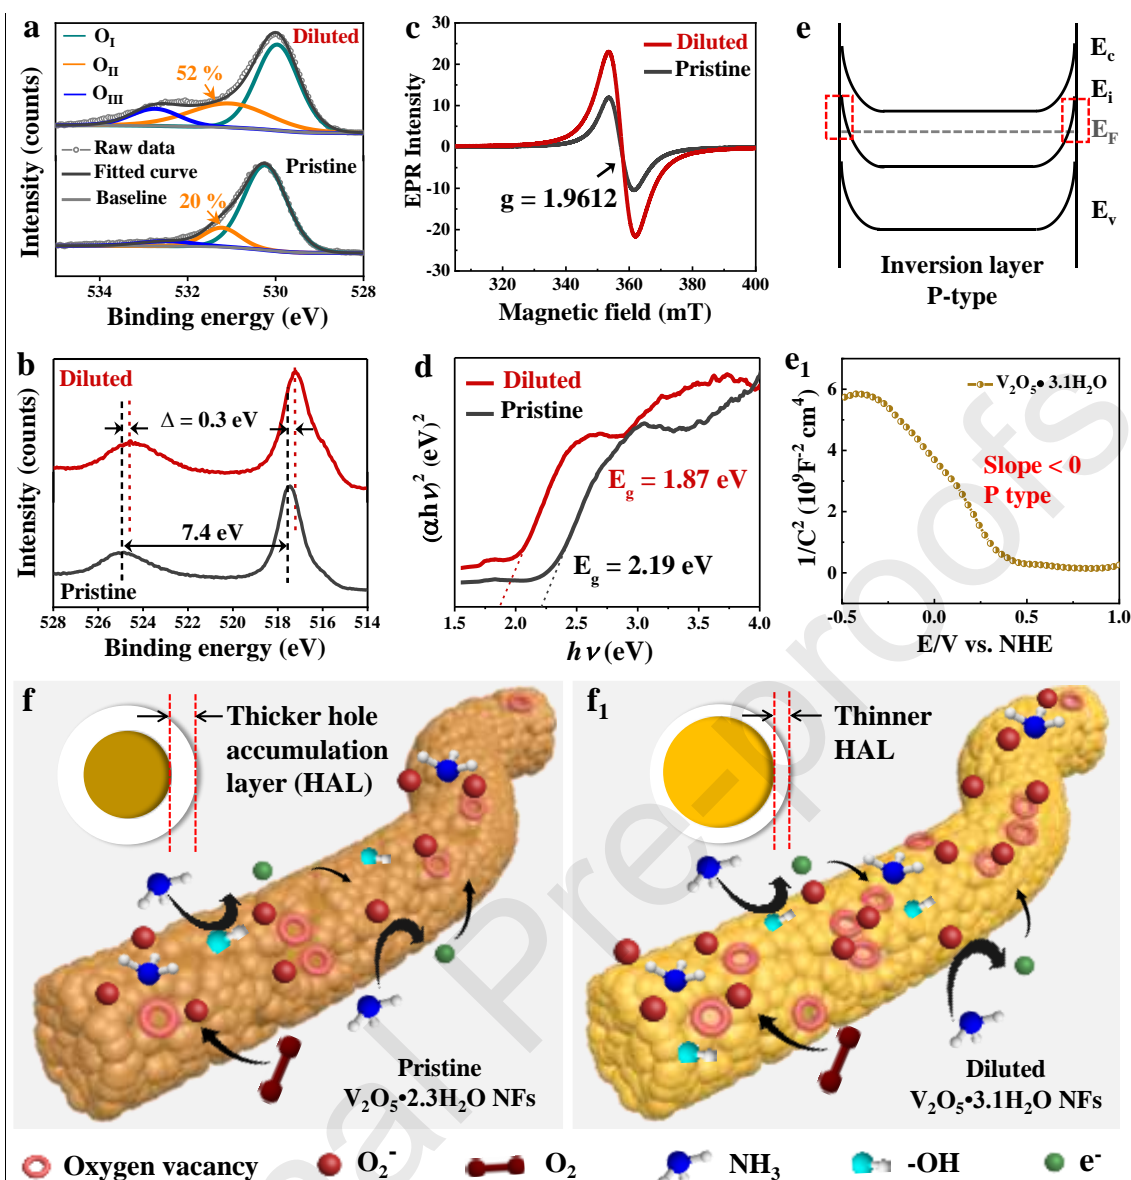 a
Diluted
O_I
O_II
O_III
52 %
Raw data
Pristine
Fitted curve
Baseline
20 %
Intensity (counts)
534 532 530 528
Binding energy (eV)
c
30
20
10
0
-10
-20
-30
Diluted
Pristine
g = 1.9612
EPR Intensity
320 340 360 380 400
Magnetic field (mT)
e
E_c
E_i
E_F
E_v
Inversion layer
P-type
b
Diluted
Δ = 0.3 eV
7.4 eV
Pristine
Intensity (counts)
528 526 524 522 520 518 516 514
Binding energy (eV)
d
Diluted
Pristine
E_g = 1.87 eV
E_g = 2.19 eV
(αhν)^2 (eV)^2
1.5 2.0 2.5 3.0 3.5 4.0
hν (eV)
e_1
V_2O_5•3.1H_2O
Slope < 0
P type
1/C^2 (10^9F^-2 cm^4)
6
4
2
0
-0.5 0.0 0.5 1.0
E/V vs. NHE
f
Thicker hole
accumulation
layer (HAL)
Pristine
V_2O_5•2.3H_2O NFs
f_1
Thinner
HAL
Diluted
V_2O_5•3.1H_2O NFs
Oxygen vacancy O_2^- O_2 NH_3 -OH e^-
nal Pre-proofs